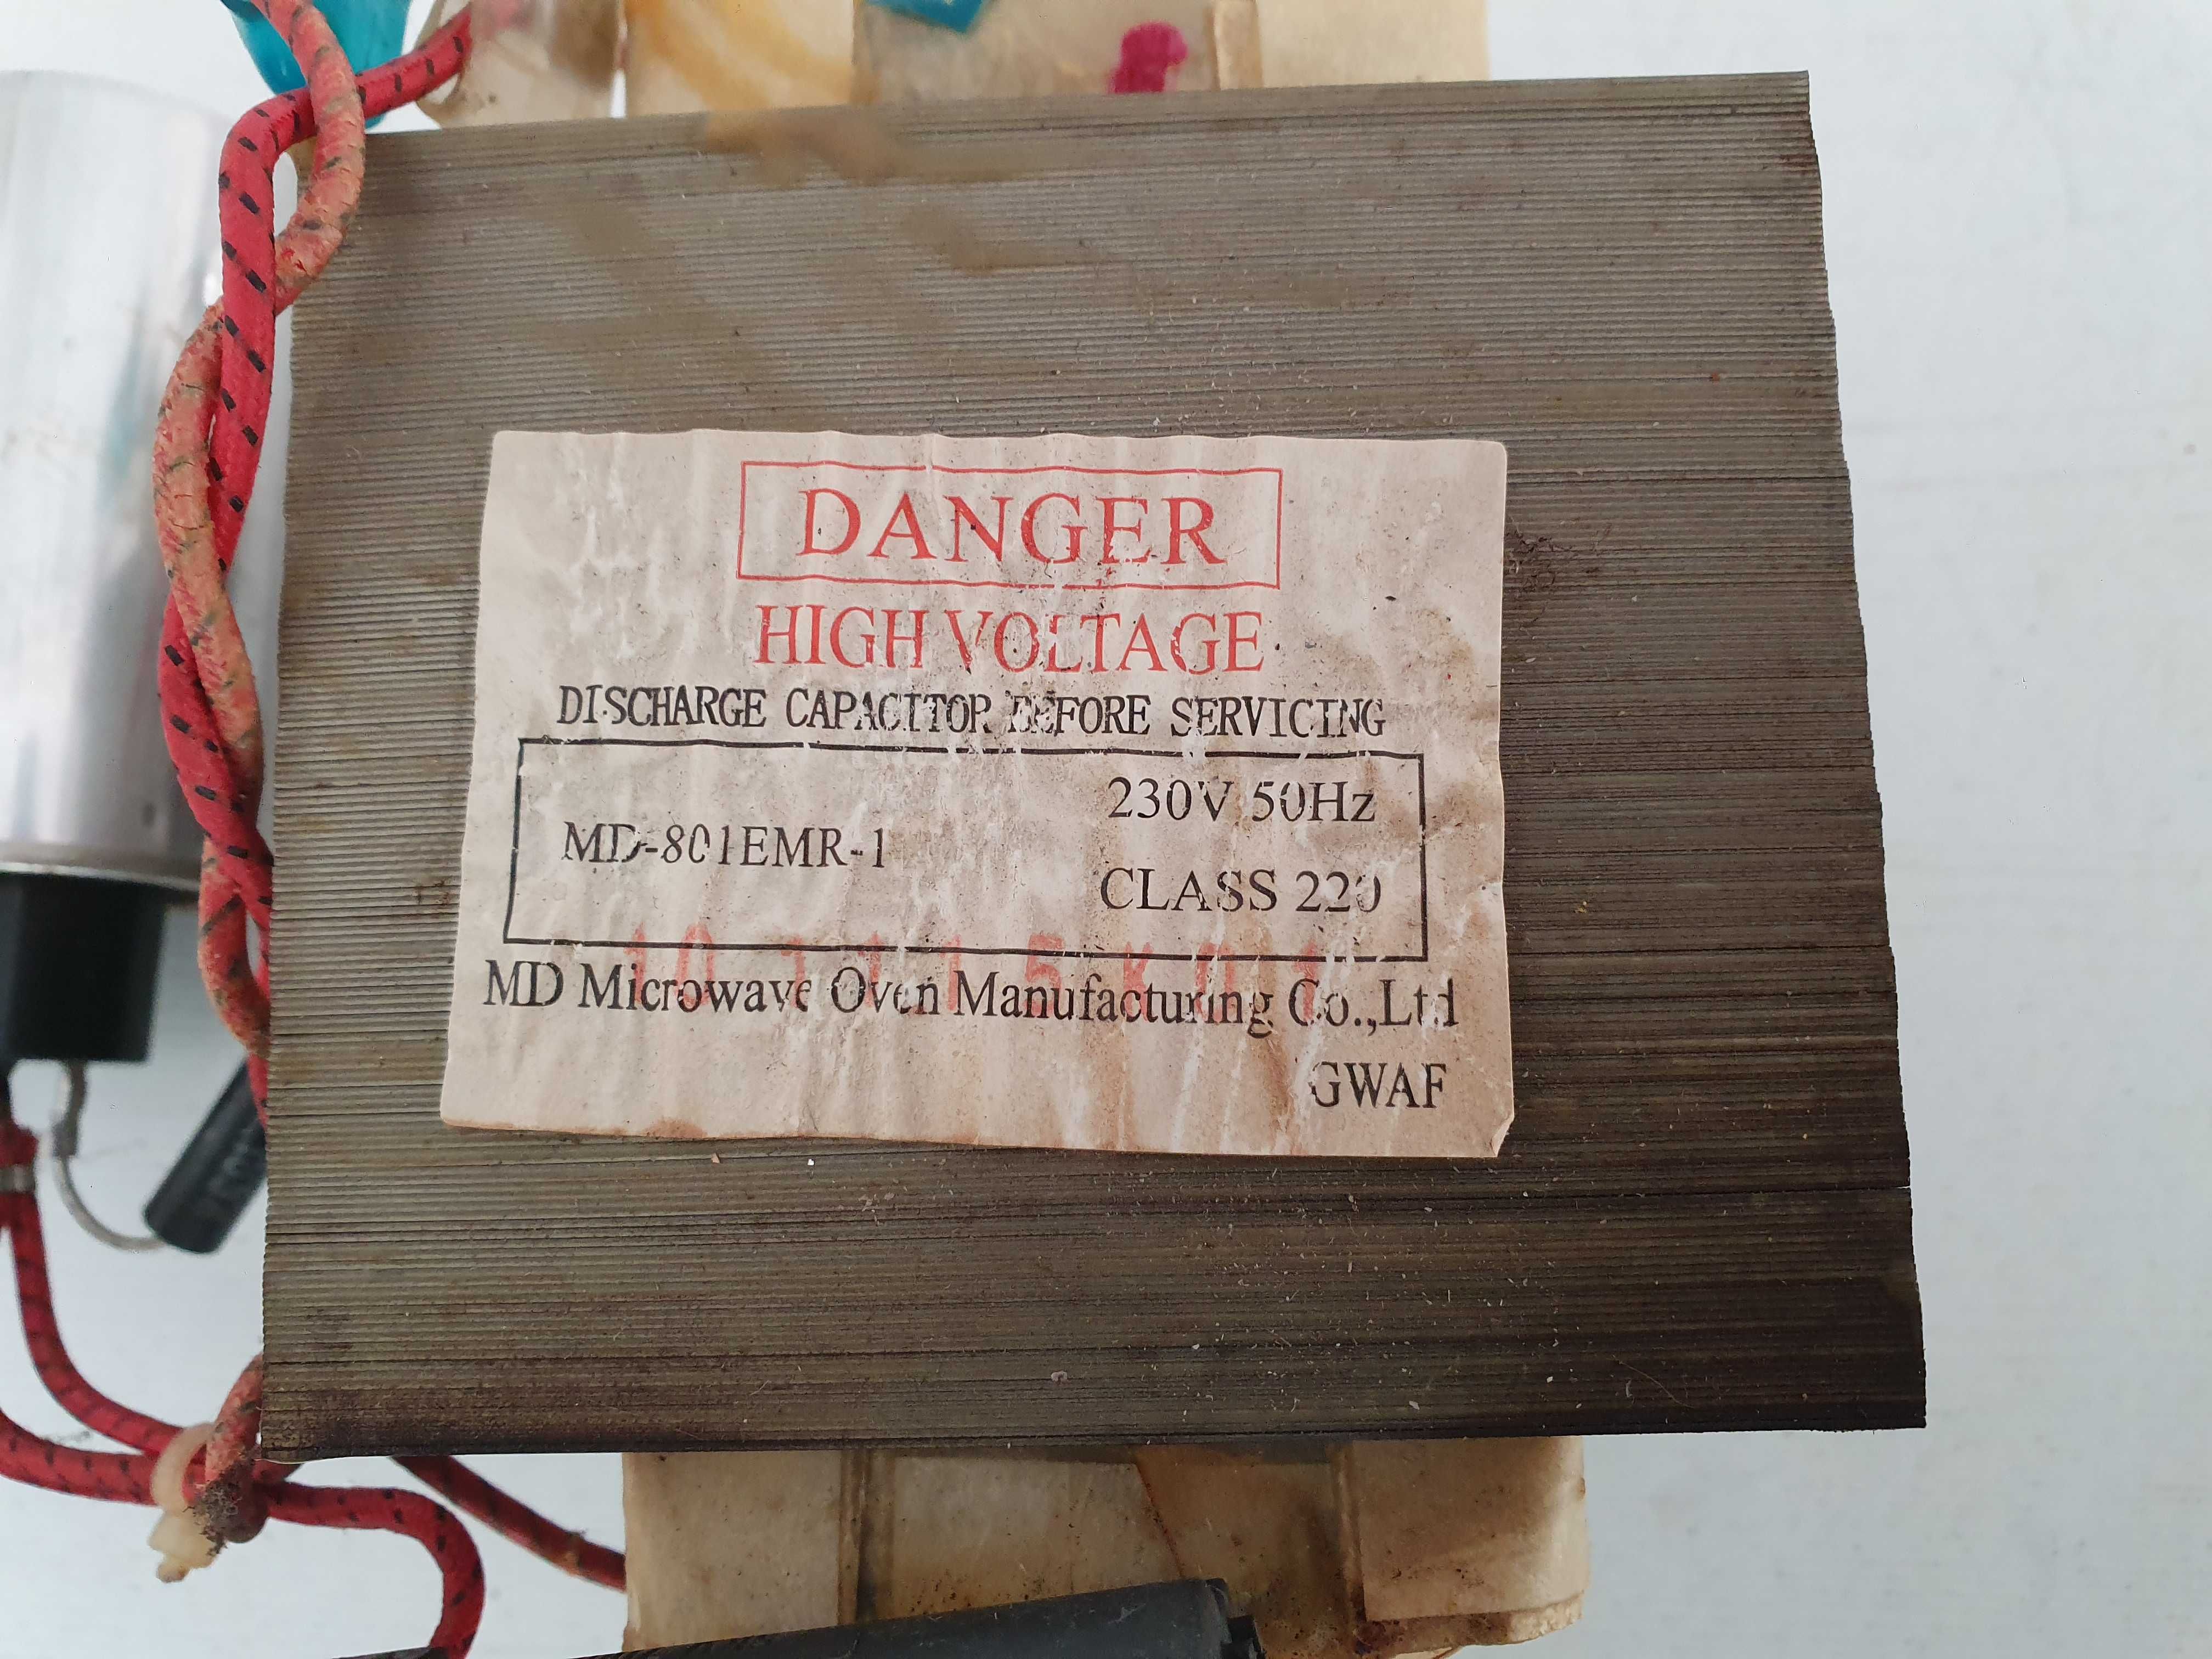 DANGER
HIGH VOLTAGE
DISCHARGE CAPACITOR BEFORE SERVICING
230V 50Hz
MD-801EMR-1
CLASS 220
MD Microwave Oven Manufacturing Co.,Ltd
GWAF